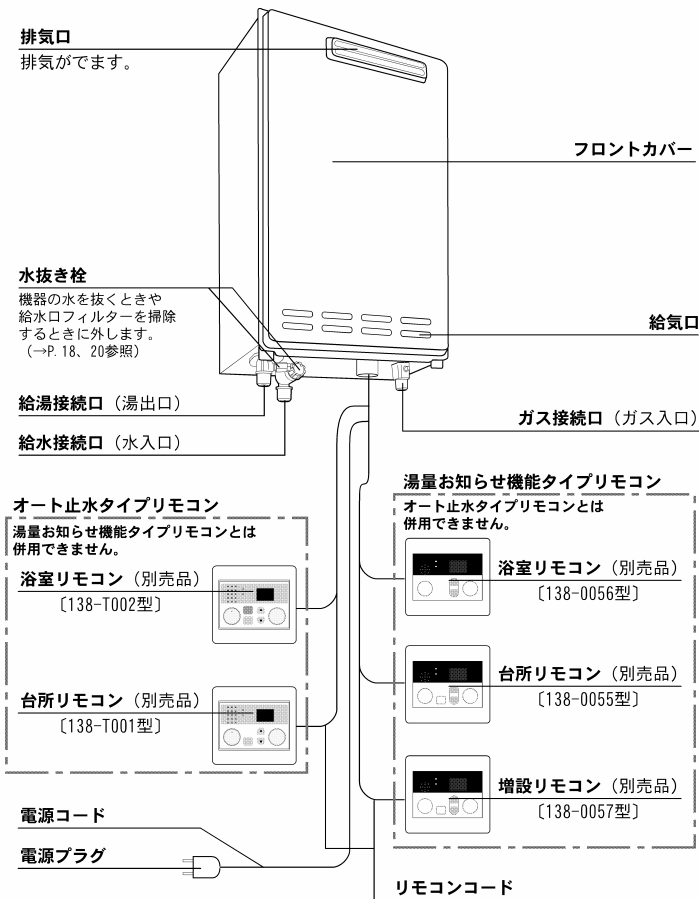 排気口
排気がでます。
フロントカバー
水抜き栓
機器の水を抜くときや
給水口フィルターを掃除
するときに外します。
（→P.18、20参照）
給気口
給湯接続口（湯出口）
ガス接続口（ガス入口）
給水接続口（水入口）
オート止水タイプリモコン
湯量お知らせ機能タイプリモコンとは
併用できません。
浴室リモコン（別売品）
〔138-T002型〕
台所リモコン（別売品）
〔138-T001型〕
湯量お知らせ機能タイプリモコン
オート止水タイプリモコンとは
併用できません。
浴室リモコン（別売品）
〔138-0056型〕
台所リモコン（別売品）
〔138-0055型〕
増設リモコン（別売品）
〔138-0057型〕
電源コード
電源プラグ
リモコンコード